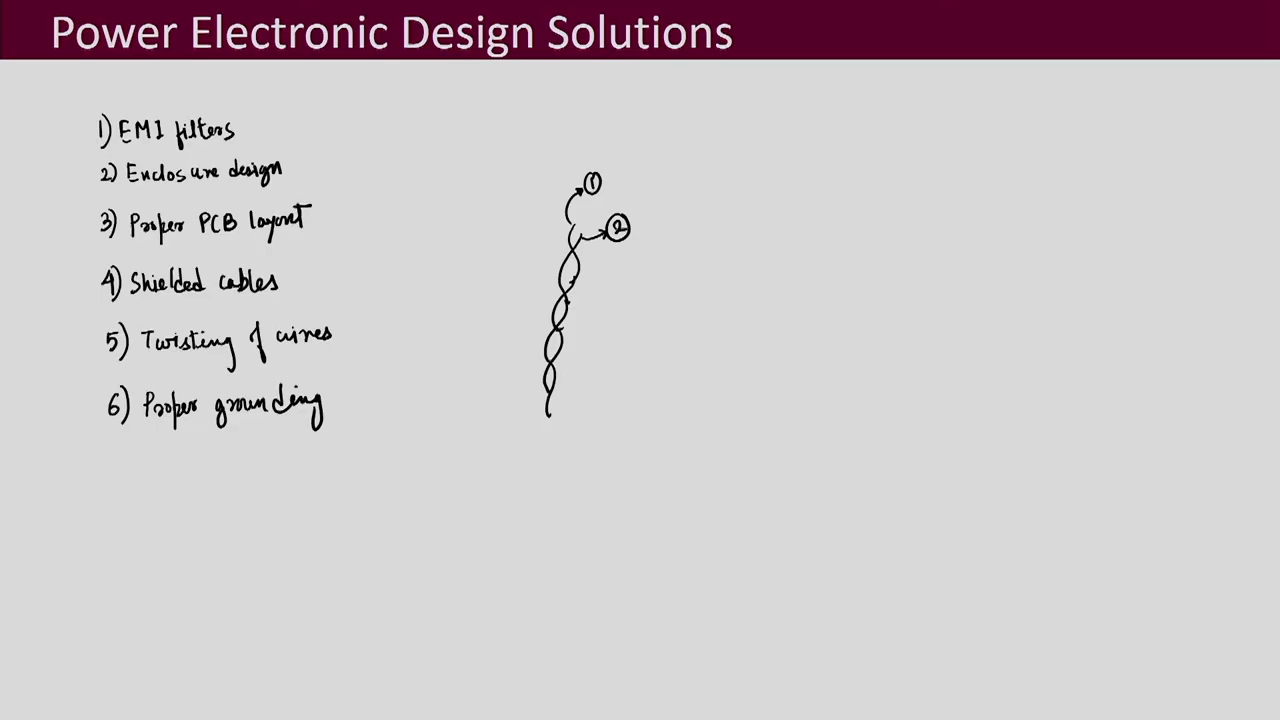 Power Electronic Design Solutions
1) EMI filters
2) Enclosure design
3) Proper PCB layout
4) Shielded cables
5) Twisting of wires
6) Proper grounding
1
2